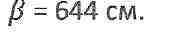 β = 644 см.